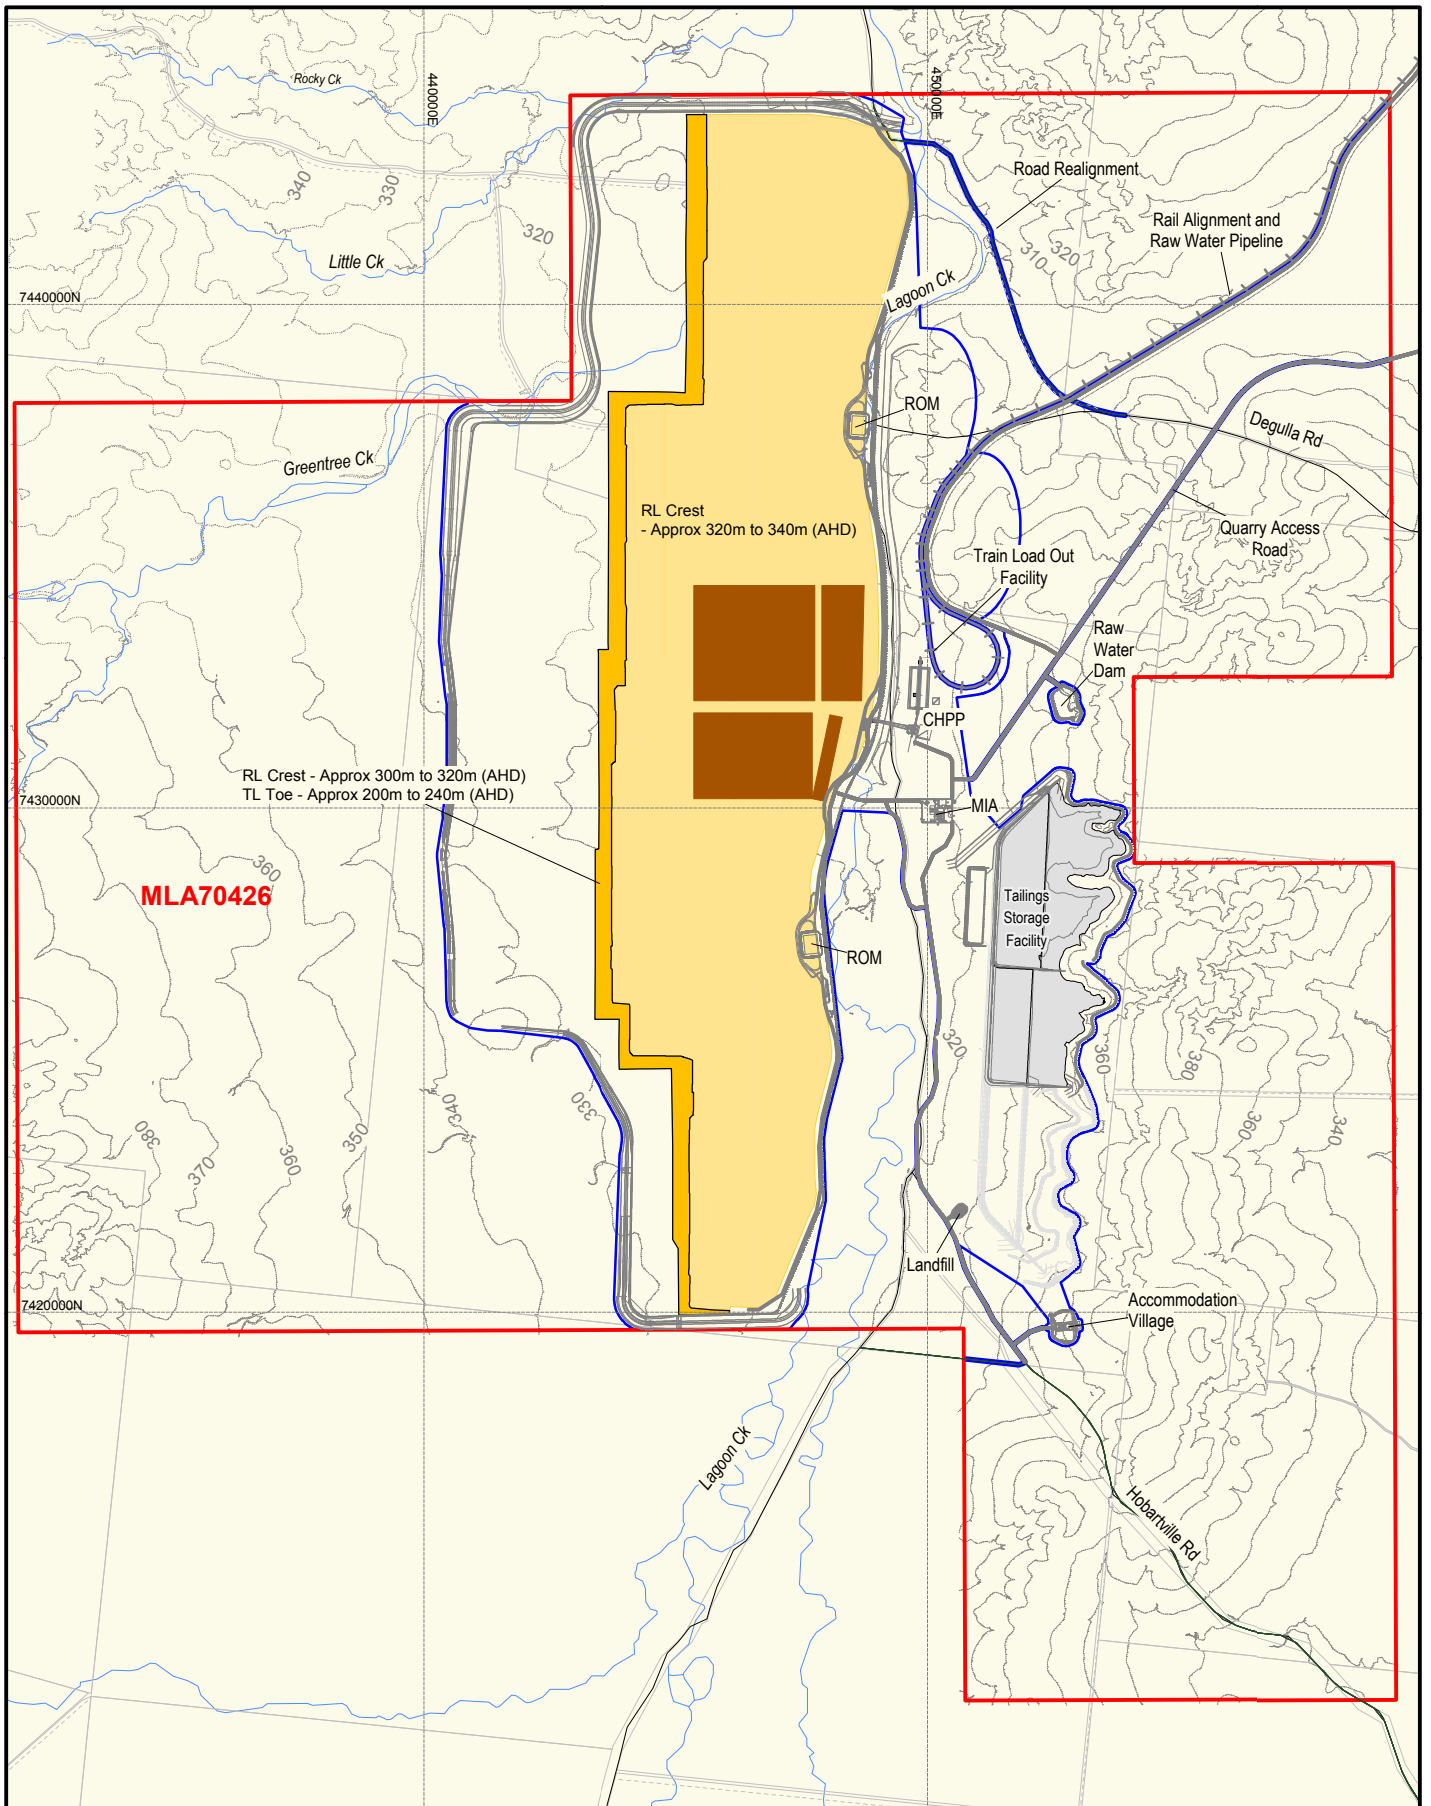 Rocky Ck
440000E
450000E
Road Realignment
340
330
320
Rail Alignment and
Raw Water Pipeline
310
320
Little Ck
Lagoon Ck
7440000N
ROM
Degulla Rd
Greentree Ck
RL Crest
- Approx 320m to 340m (AHD)
Quarry Access
Road
Train Load Out
Facility
Raw
Water
Dam
CHPP
RL Crest - Approx 300m to 320m (AHD)
TL Toe - Approx 200m to 240m (AHD)
7430000N
MIA
360
MLA70426
Tailings
Storage
Facility
ROM
320
360
380
340
330
380
370
360
350
360
340
Landfill
Accommodation
Village
7420000N
Lagoon Ck
Hobartville Rd